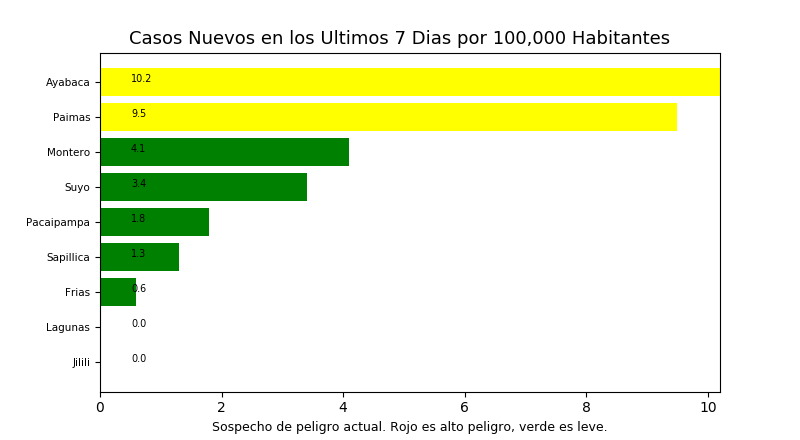 Casos Nuevos en los Ultimos 7 Dias por 100,000 Habitantes
Ayabaca 10.2
Paimas 9.5
Montero 4.1
Suyo 3.4
Pacaipampa 1.8
Sapillica 1.3
Frias 0.6
Lagunas 0.0
Jilili 0.0
0 2 4 6 8 10
Sospecho de peligro actual. Rojo es alto peligro, verde es leve.